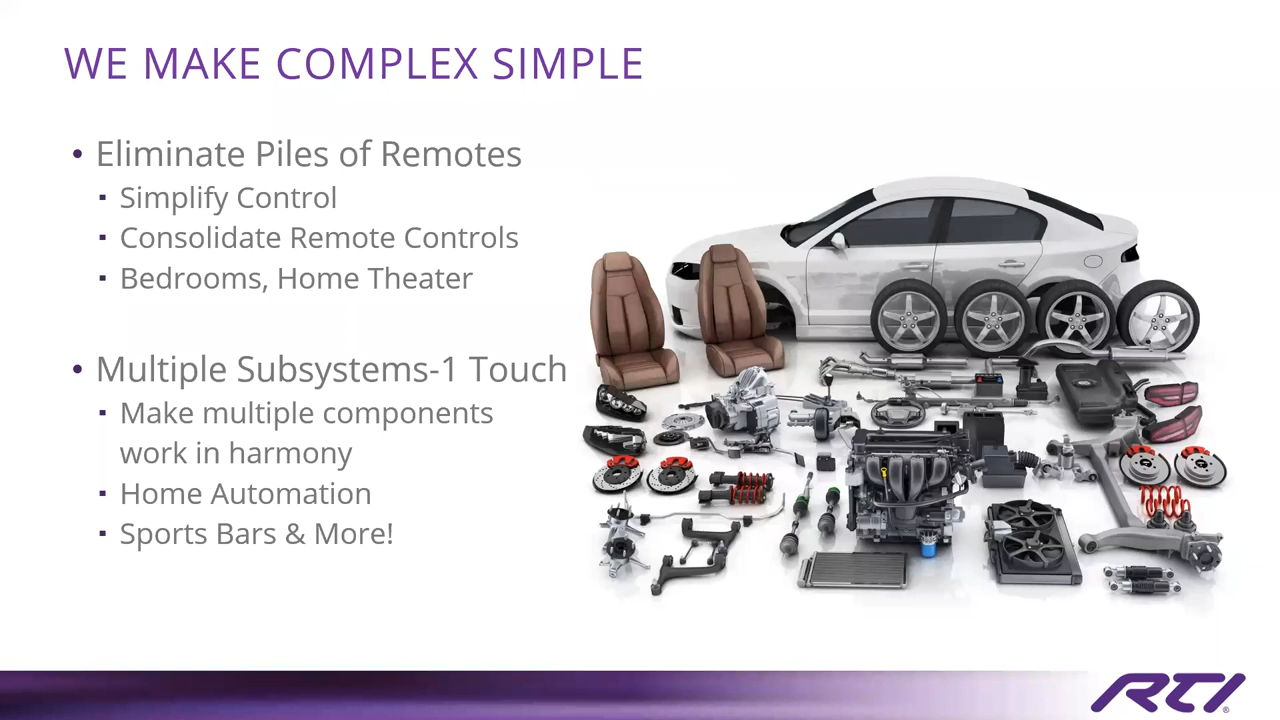 WE MAKE COMPLEX SIMPLE
• Eliminate Piles of Remotes
▪ Simplify Control
▪ Consolidate Remote Controls
▪ Bedrooms, Home Theater
• Multiple Subsystems-1 Touch
▪ Make multiple components
work in harmony
▪ Home Automation
▪ Sports Bars & More!
RTI®